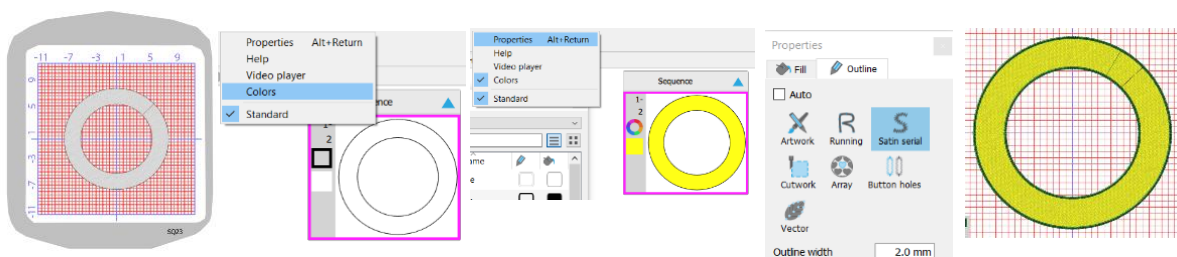 -11 -7 -3 1 5 9
9
5
1
-3
-7
-11
SQ23
Properties Alt+Return
Help
Video player
Colors
Standard
ence
1-
2
Properties Alt+Return
Help
Video player
Colors
Standard
ame
Sequence
1-
2
Properties
Fill Outline
Auto
Artwork Running Satin serial
Cutwork Array Button holes
Vector
Outline width 2.0 mm